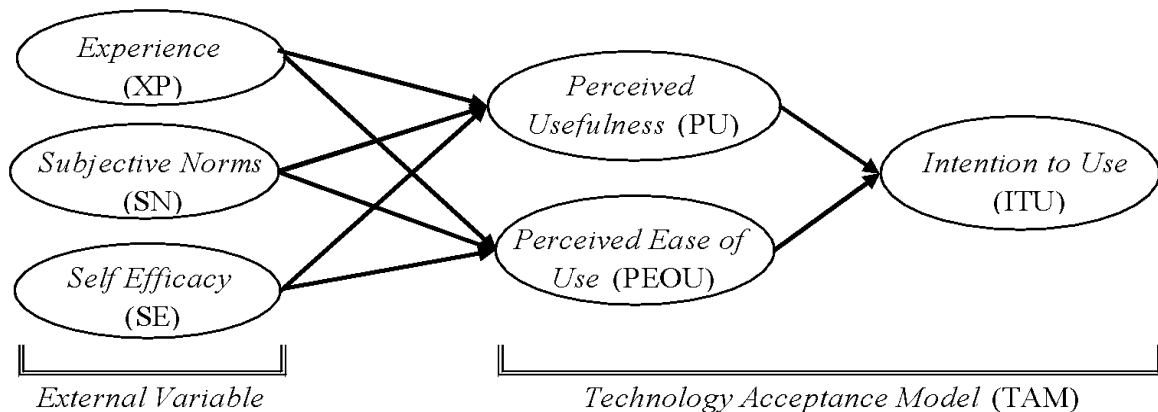 Experience
(XP)
Subjective Norms
(SN)
Self Efficacy
(SE)
External Variable
Perceived
Usefulness (PU)
Perceived Ease of
Use (PEOU)
Intention to Use
(ITU)
Technology Acceptance Model (TAM)